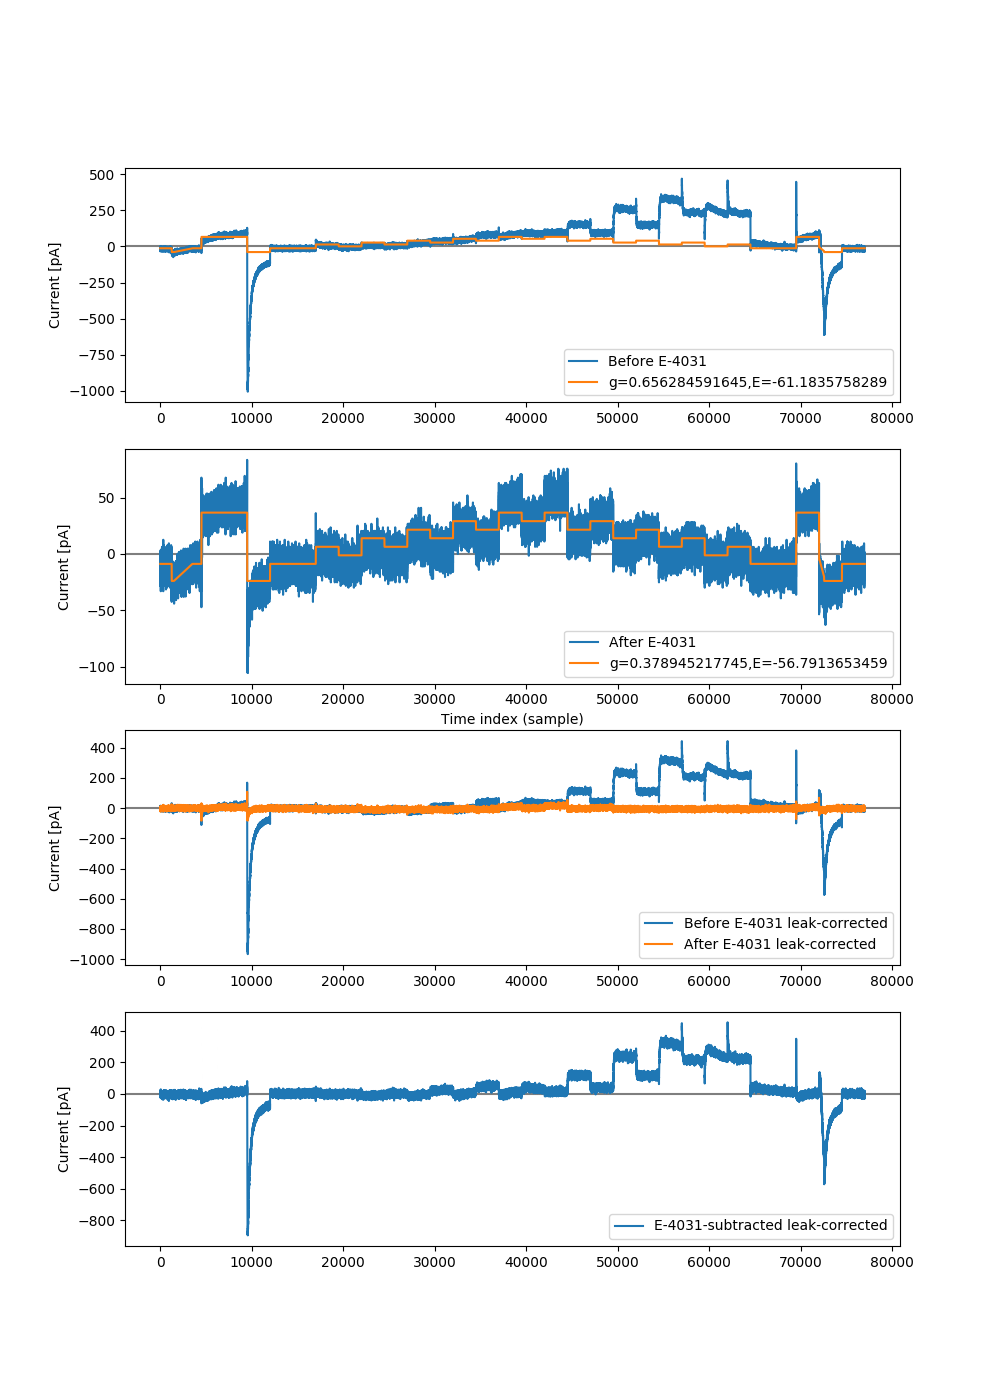 500
250
0
−250
−500
−750
−1000
Current [pA]
Before E-4031
g=0.656284591645,E=-61.1835758289
0 10000 20000 30000 40000 50000 60000 70000 80000
50
0
−50
−100
Current [pA]
After E-4031
g=0.378945217745,E=-56.7913653459
0 10000 20000 30000 40000 50000 60000 70000 80000
Time index (sample)
400
200
0
−200
−400
−600
−800
−1000
Current [pA]
Before E-4031 leak-corrected
After E-4031 leak-corrected
0 10000 20000 30000 40000 50000 60000 70000 80000
400
200
0
−200
−400
−600
−800
Current [pA]
E-4031-subtracted leak-corrected
0 10000 20000 30000 40000 50000 60000 70000 80000